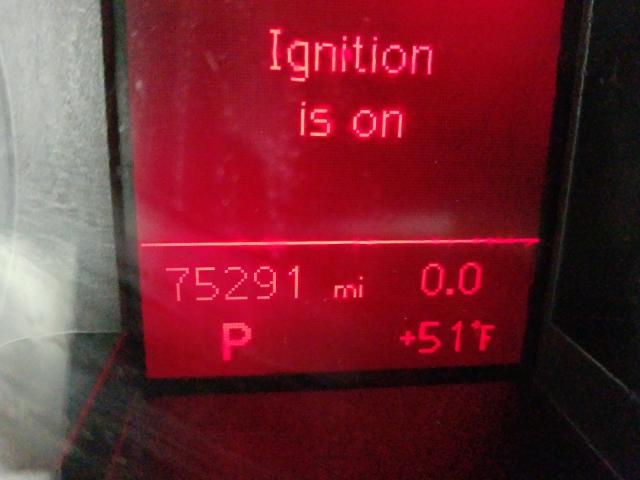 Ignition
is on
75291 mi 0.0
P +51°F